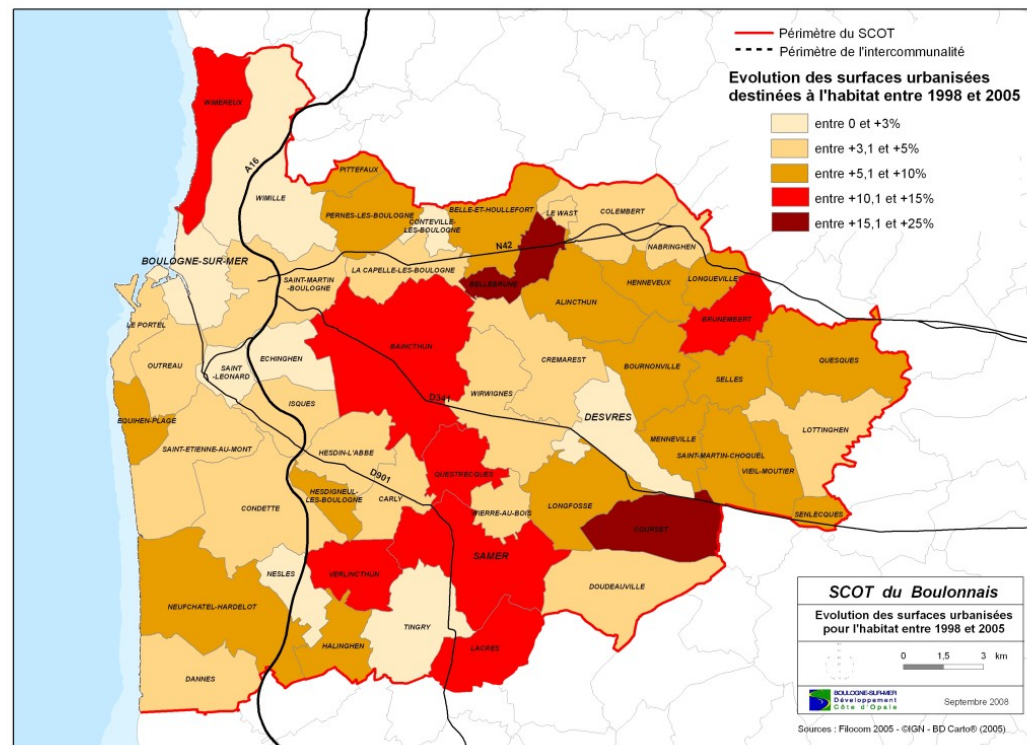 Périmètre du SCOT
Périmètre de l'intercommunalité
Evolution des surfaces urbanisées
destinées à l'habitat entre 1998 et 2005
entre 0 et +3%
entre +3,1 et +5%
entre +5,1 et +10%
entre +10,1 et +15%
entre +15,1 et +25%
WIMEREUX
A16
WIMILLE
PITTEFAUX
PERNES-LES-BOULOGNE
CONTEVILLE
-LES-BOULOGNE
BELLE-ET-HOULLEFORT
LE WAST
COLEMBERT
N42
NABRINGHEN
BOULOGNE-SUR-MER
SAINT-MARTIN
-BOULOGNE
LA CAPELLE-LES-BOULOGNE
BELLEBRUNE
HENNEVEUX
LONGUEVILLE
ALINCTHUN
BRUNEMBERT
LE PORTEL
OUTREAU
SAINT
-LEONARD
ECHINGHEN
BAINCTHUN
CREMAREST
BOURNONVILLE
SELLES
QUESQUES
WIRWIGNES
D341
ISQUES
EQUIHEN-PLAGE
DESVRES
LOTTINGHEN
SAINT-ETIENNE-AU-MONT
HESDIN-L'ABBE
MENNEVILLE
SAINT-MARTIN-CHOQUEL
VIEIL-MOUTIER
D901
QUESTRECQUES
HESDIGNEUL
-LES-BOULOGNE
CARLY
CONDETTE
PIERRE-AU-BOIS
LONGFOSSE
COURSET
SENLECQUES
SAMER
NESLES
VERLINCTHUN
DOUDEAUVILLE
NEUFCHATEL-HARDELOT
TINGRY
HALINGHEN
LACRES
DANNES
SCOT du Boulonnais
Evolution des surfaces urbanisées
pour l'habitat entre 1998 et 2005
0 1,5 3 km
BOULOGNE-SUR-MER
Développement
Côte d'Opale
Septembre 2008
Sources : Filocom 2005 - ©IGN - BD Carto® (2005)